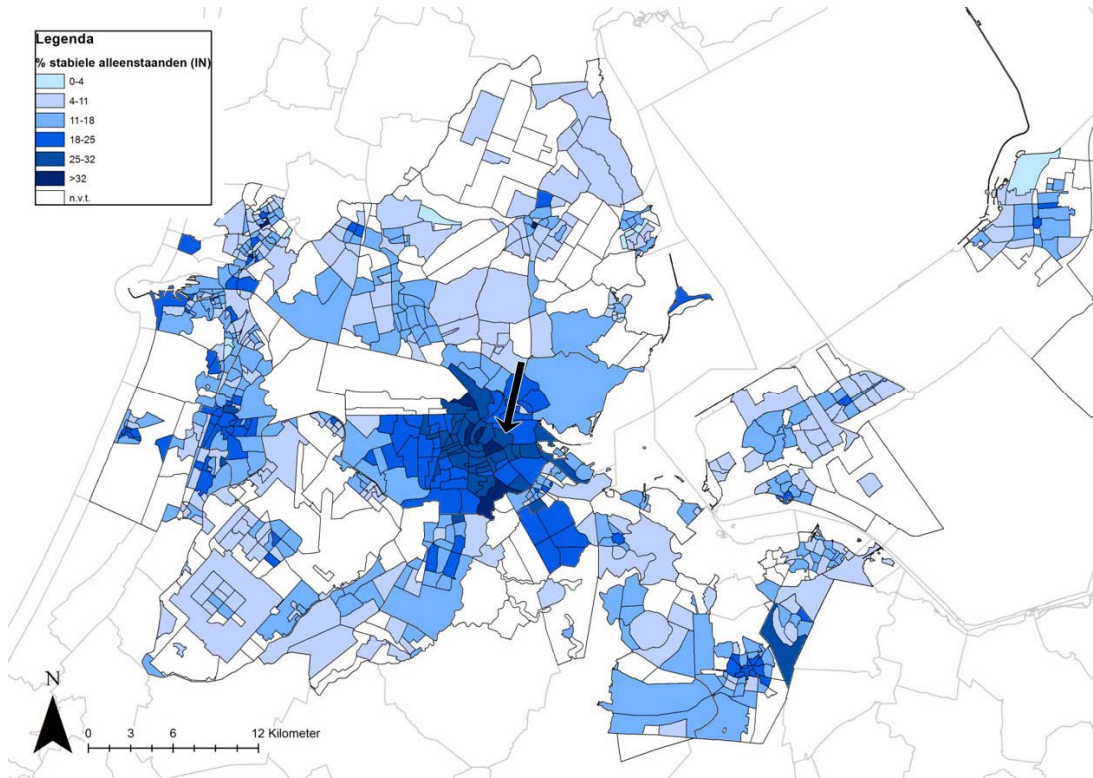 Legenda
% stabiele alleenstaanden (IN)
0-4
4-11
11-18
18-25
25-32
>32
n.v.t.
N
0 3 6 12 Kilometer